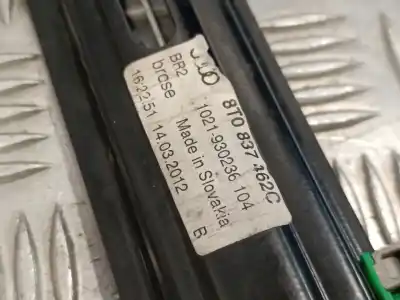 8T0 837 462C
1021-930236 104
Made in Slovakia B
BR2
brose
16:22:51 14.03.2012